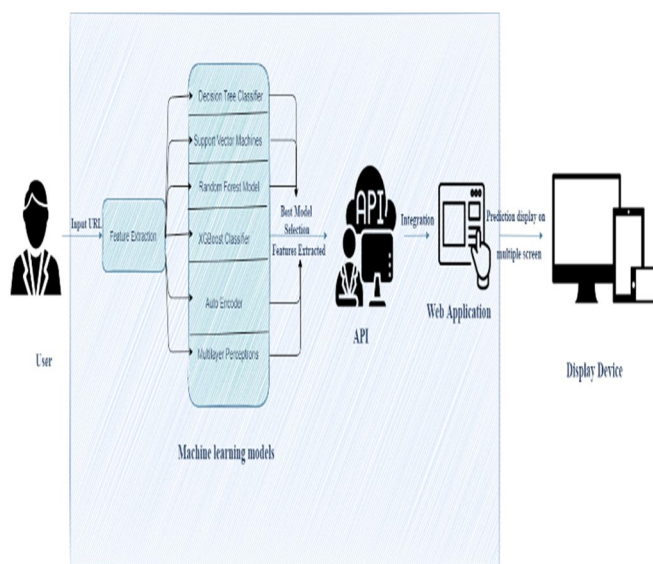 User
Input URL
Feature Extraction
Decision Tree Classifier
Support Vector Machines
Random Forest Model
XGBoost Classifier
Auto Encoder
Multilayer Perceptions
Machine learning models
Best Model
Selection
Features Extracted
API
API
Integration
Web Application
Prediction display on
multiple screen
Display Device